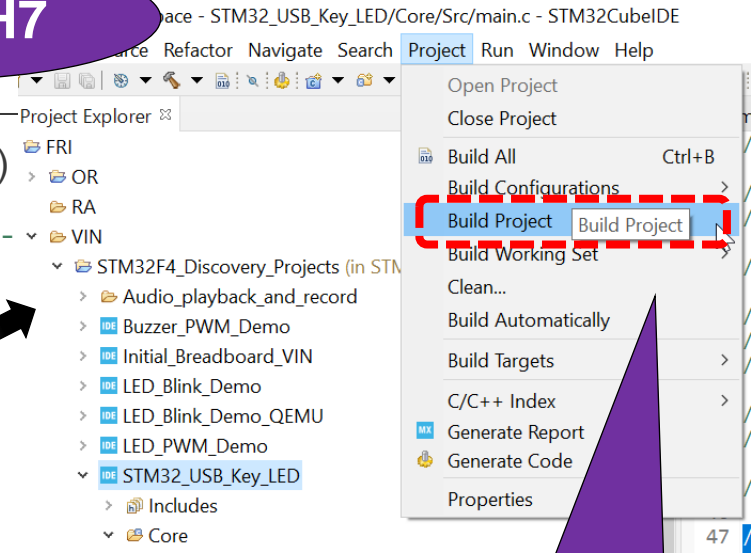 H7
pace - STM32_USB_Key_LED/Core/Src/main.c - STM32CubeIDE
Refactor Navigate Search Project Run Window Help
Project Explorer
FRI
OR
RA
VIN
STM32F4_Discovery_Projects (in STM
Audio_playback_and_record
Buzzer_PWM_Demo
Initial_Breadboard_VIN
LED_Blink_Demo
LED_Blink_Demo_QEMU
LED_PWM_Demo
STM32_USB_Key_LED
Includes
Core
Open Project
Close Project
Build All Ctrl+B
Build Configurations
Build Project Build Project
Build Working Set
Clean...
Build Automatically
Build Targets
C/C++ Index
Generate Report
Generate Code
Properties
47